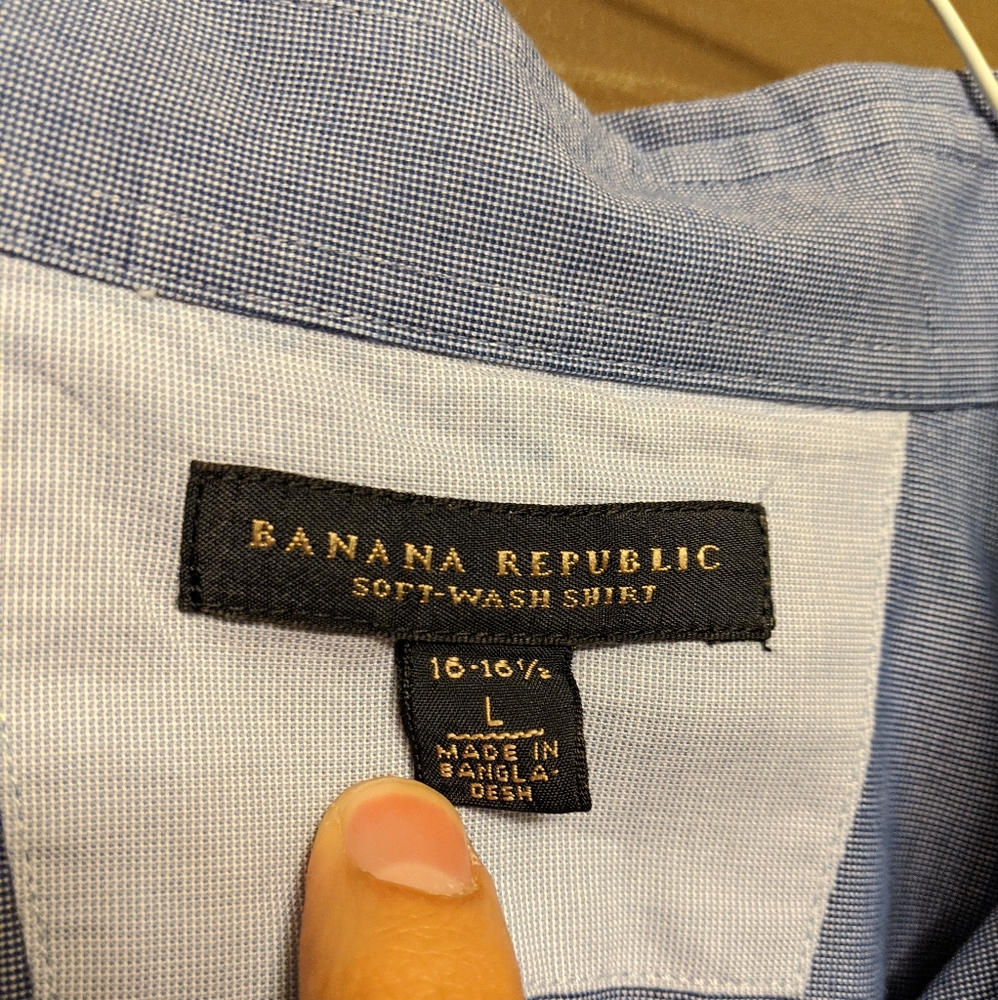 BANANA REPUBLIC
SOFT-WASH SHIRT
16-16½
L
MADE IN
BANGLA-
DESH